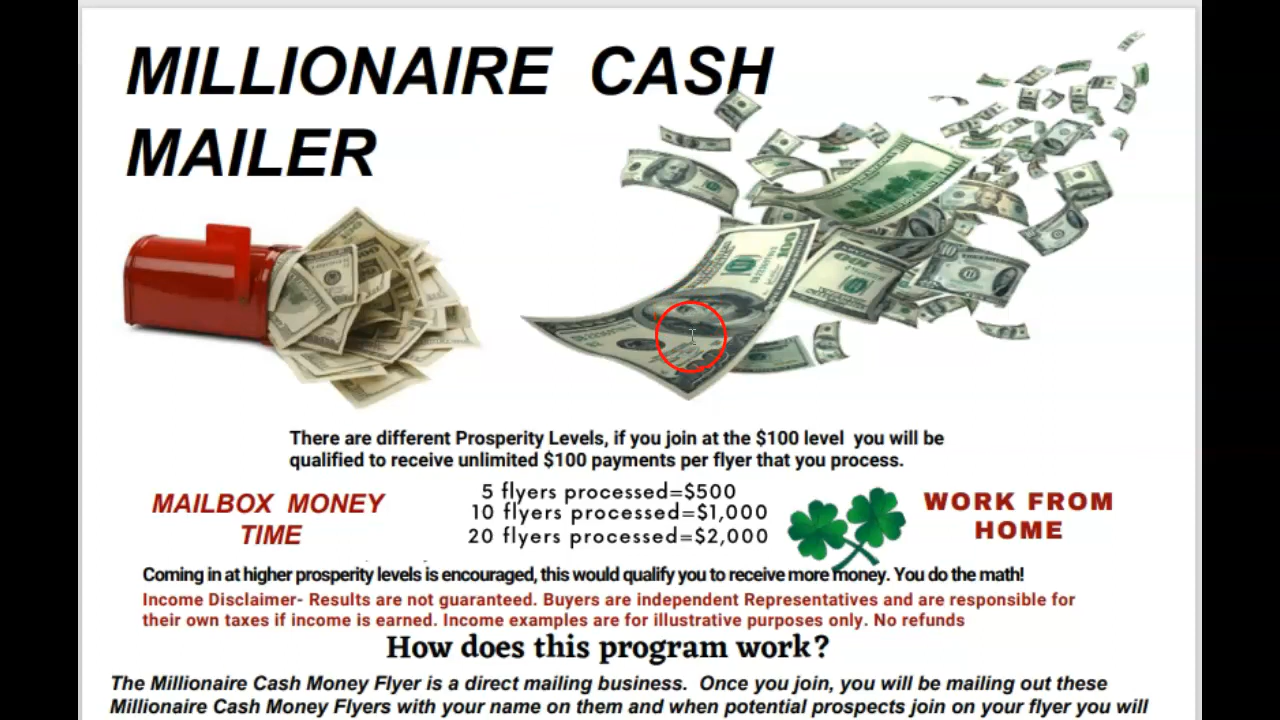 MILLIONAIRE CASH
MAILER
There are different Prosperity Levels, if you join at the $100 level you will be
qualified to receive unlimited $100 payments per flyer that you process.
MAILBOX MONEY
TIME
5 flyers processed=$500
10 flyers processed=$1,000
20 flyers processed=$2,000
WORK FROM
HOME
Coming in at higher prosperity levels is encouraged, this would qualify you to receive more money. You do the math!
Income Disclaimer- Results are not guaranteed. Buyers are independent Representatives and are responsible for
their own taxes if income is earned. Income examples are for illustrative purposes only. No refunds
How does this program work?
The Millionaire Cash Money Flyer is a direct mailing business. Once you join, you will be mailing out these
Millionaire Cash Money Flyers with your name on them and when potential prospects join on your flyer you will